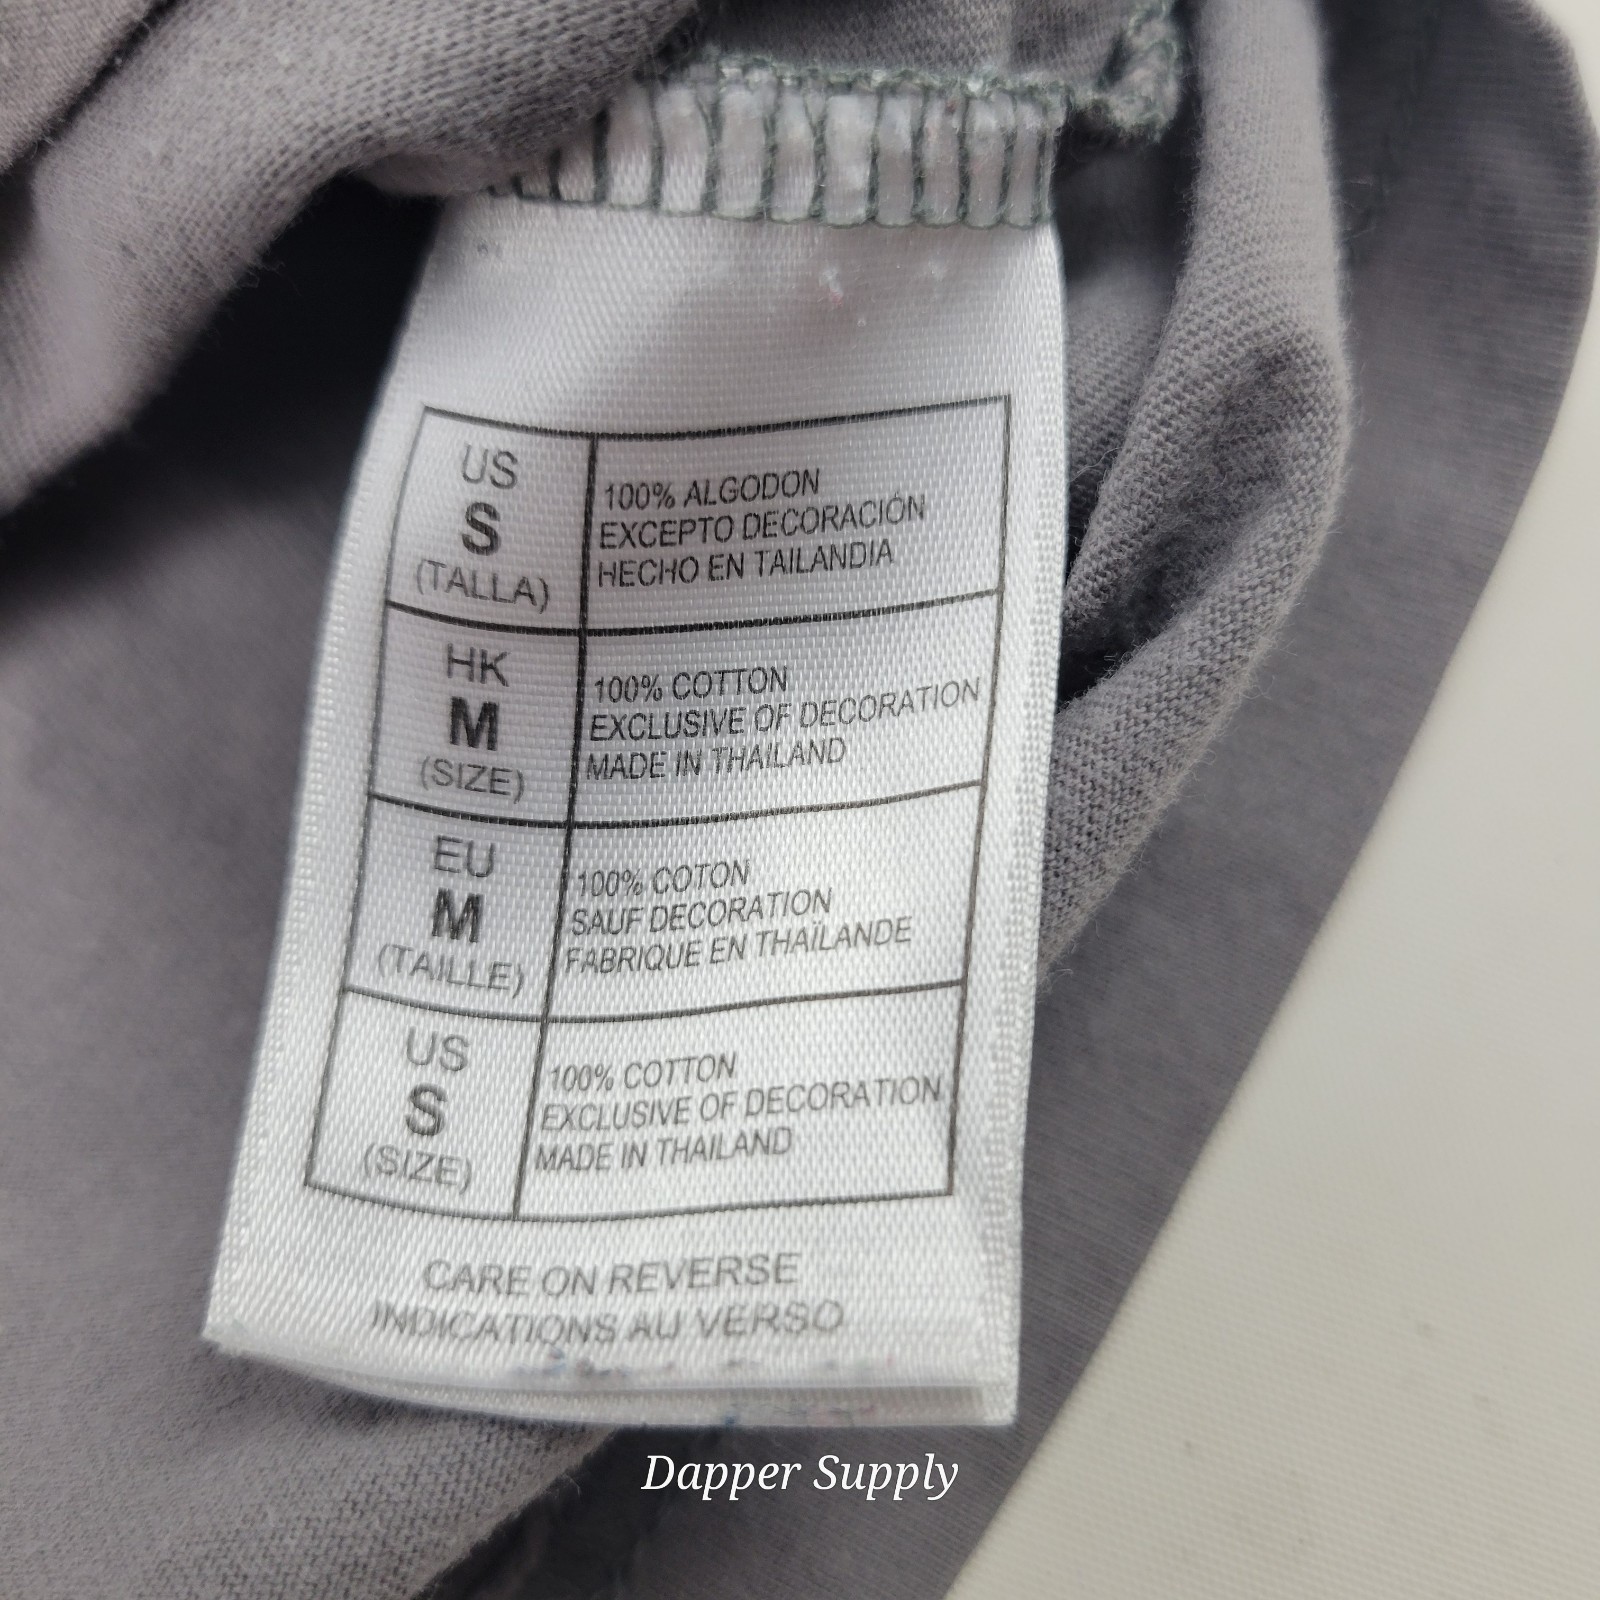 US
S
(TALLA)
100% ALGODON
EXCEPTO DECORACIÓN
HECHO EN TAILANDIA
HK
M
(SIZE)
100% COTTON
EXCLUSIVE OF DECORATION
MADE IN THAILAND
EU
M
(TAILLE)
100% COTON
SAUF DECORATION
FABRIQUE EN THAÏLANDE
US
S
(SIZE)
100% COTTON
EXCLUSIVE OF DECORATION
MADE IN THAILAND
CARE ON REVERSE
INDICATIONS AU VERSO
Dapper Supply